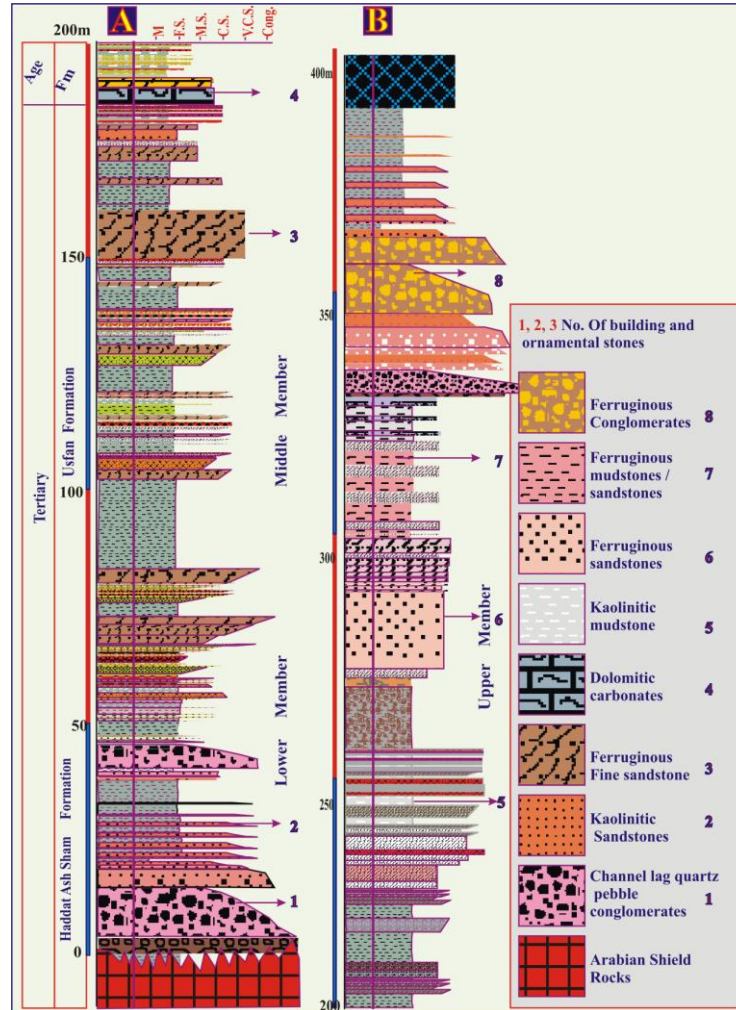 A
B
200m
-M
-F.S.
-M.S.
-C.S.
-V.C.S.
-Cong.
Age
Fm
Tertiary
Usfan Formation
Haddat Ash Sham Formation
Middle Member
Lower Member
150
100
50
0
4
3
2
1
400m
350
300
250
200
Upper Member
8
7
6
5
1, 2, 3 No. Of building and
ornamental stones
Ferruginous
Conglomerates 8
Ferruginous
mudstones / 7
sandstones
Ferruginous
sandstones 6
Kaolinitic
mudstone 5
Dolomitic
carbonates 4
Ferruginous
Fine sandstone 3
Kaolinitic 2
Sandstones
Channel lag quartz
pebble 1
conglomerates
Arabian Shield
Rocks